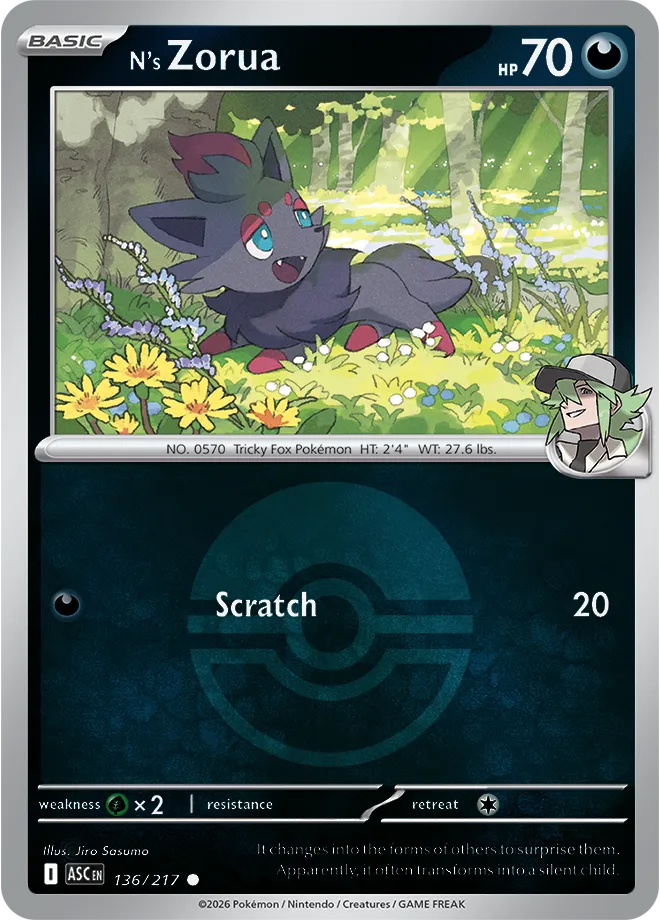 BASIC
N's Zorua
HP 70
NO. 0570 Tricky Fox Pokémon HT: 2'4" WT: 27.6 lbs.
Scratch 20
weakness ×2 resistance retreat
Illus. Jiro Sasumo
It changes into the forms of others to surprise them.
Apparently, it often transforms into a silent child.
I ASC EN 136/217
©2026 Pokémon / Nintendo / Creatures / GAME FREAK